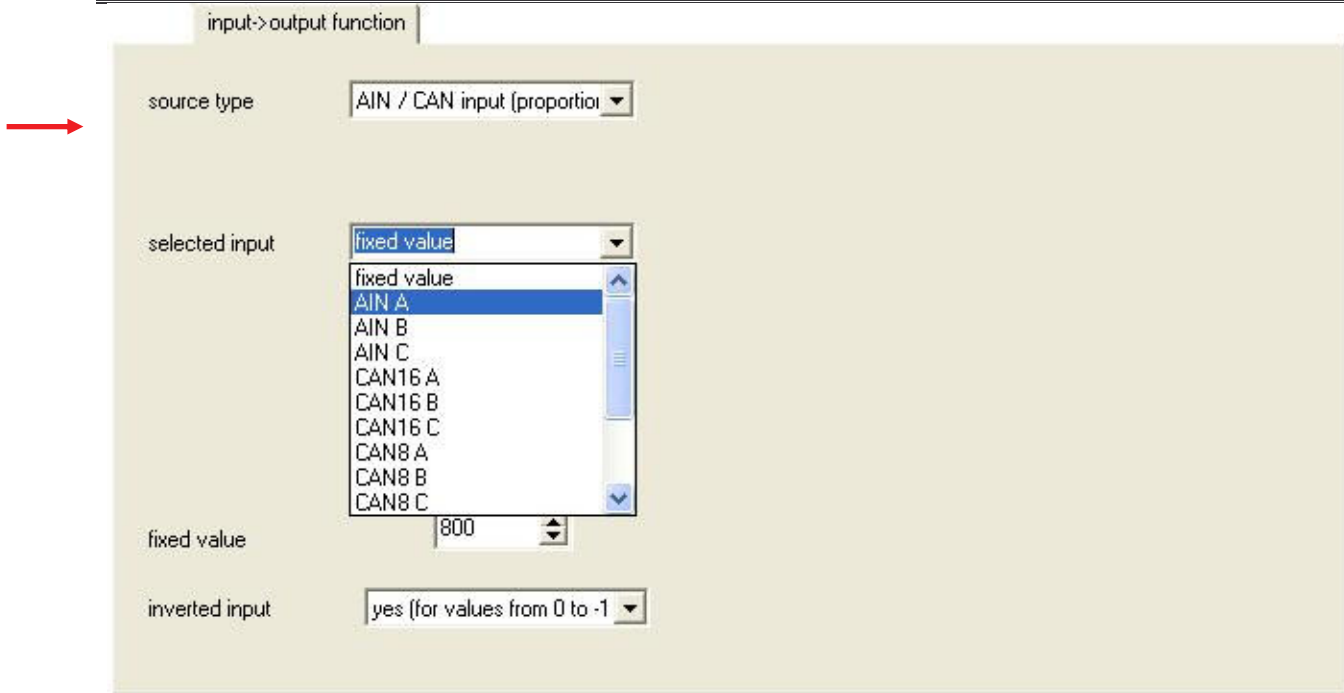 input->output function
source type AIN / CAN input (proportior
selected input fixed value
fixed value
AIN A
AIN B
AIN C
CAN16 A
CAN16 B
CAN16 C
CAN8 A
CAN8 B
CAN8 C
fixed value 800
inverted input yes (for values from 0 to -1